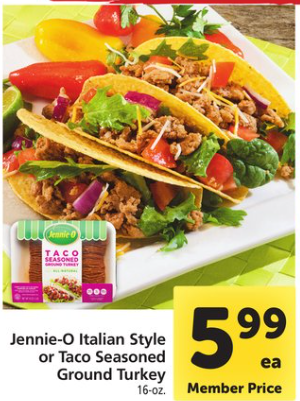 Jennie-O
TACO
SEASONED
GROUND TURKEY
ALL NATURAL
Jennie-O Italian Style
or Taco Seasoned
Ground Turkey
16-oz.
5.99
ea
Member Price